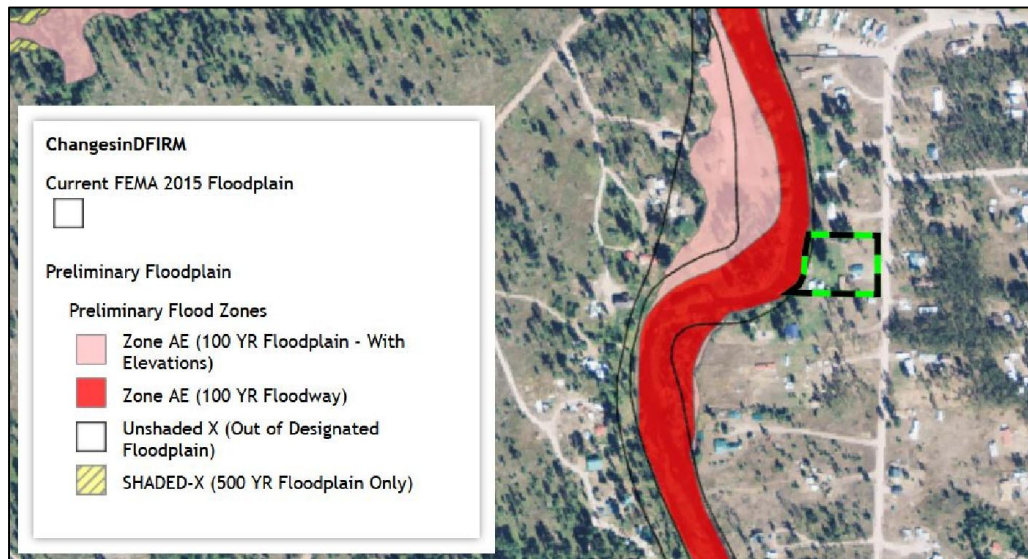 ChangesinDFIRM
Current FEMA 2015 Floodplain
Preliminary Floodplain
Preliminary Flood Zones
Zone AE (100 YR Floodplain - With
Elevations)
Zone AE (100 YR Floodway)
Unshaded X (Out of Designated
Floodplain)
SHADED-X (500 YR Floodplain Only)